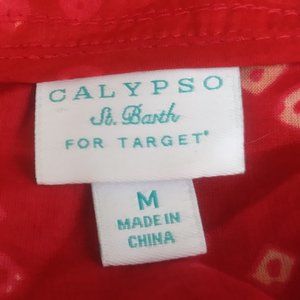 CALYPSO
St. Barth
FOR TARGET®
M
MADE IN
CHINA